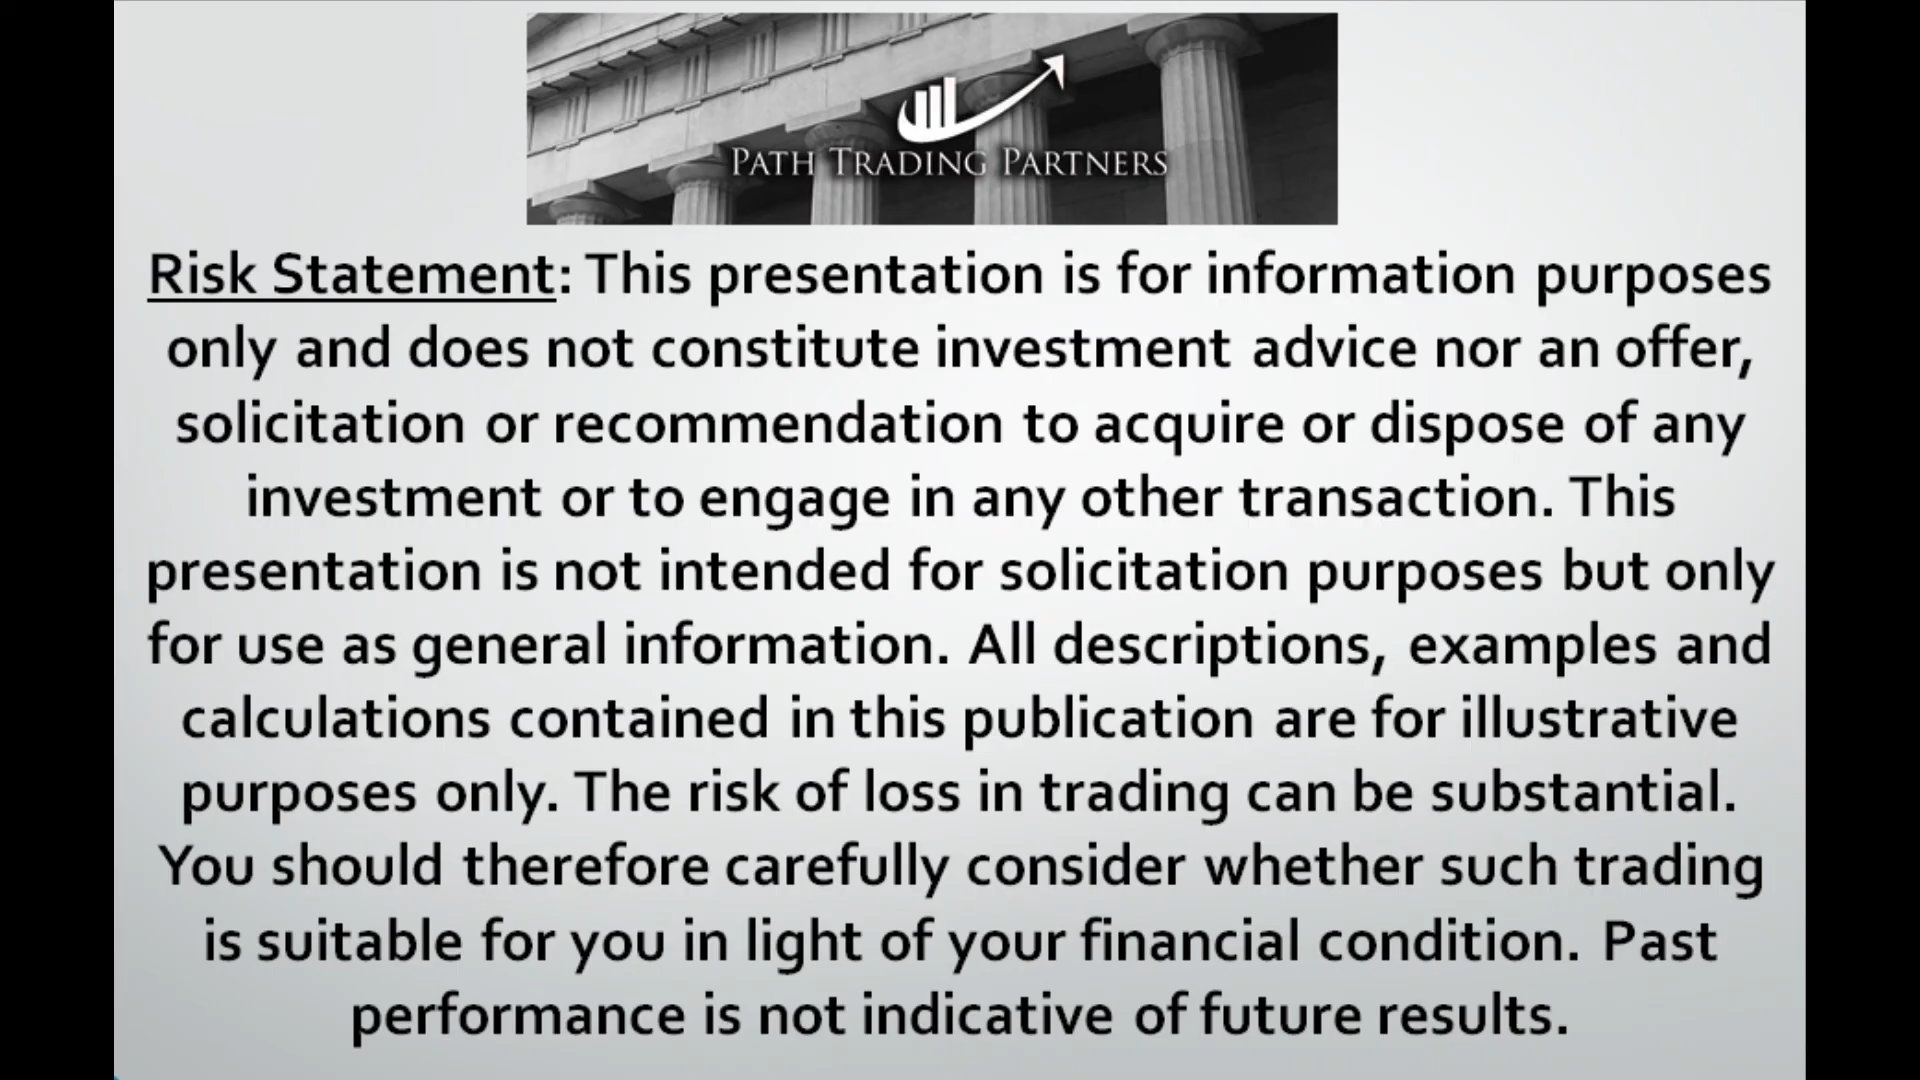 PATH TRADING PARTNERS
Risk Statement: This presentation is for information purposes
only and does not constitute investment advice nor an offer,
solicitation or recommendation to acquire or dispose of any
investment or to engage in any other transaction. This
presentation is not intended for solicitation purposes but only
for use as general information. All descriptions, examples and
calculations contained in this publication are for illustrative
purposes only. The risk of loss in trading can be substantial.
You should therefore carefully consider whether such trading
is suitable for you in light of your financial condition. Past
performance is not indicative of future results.